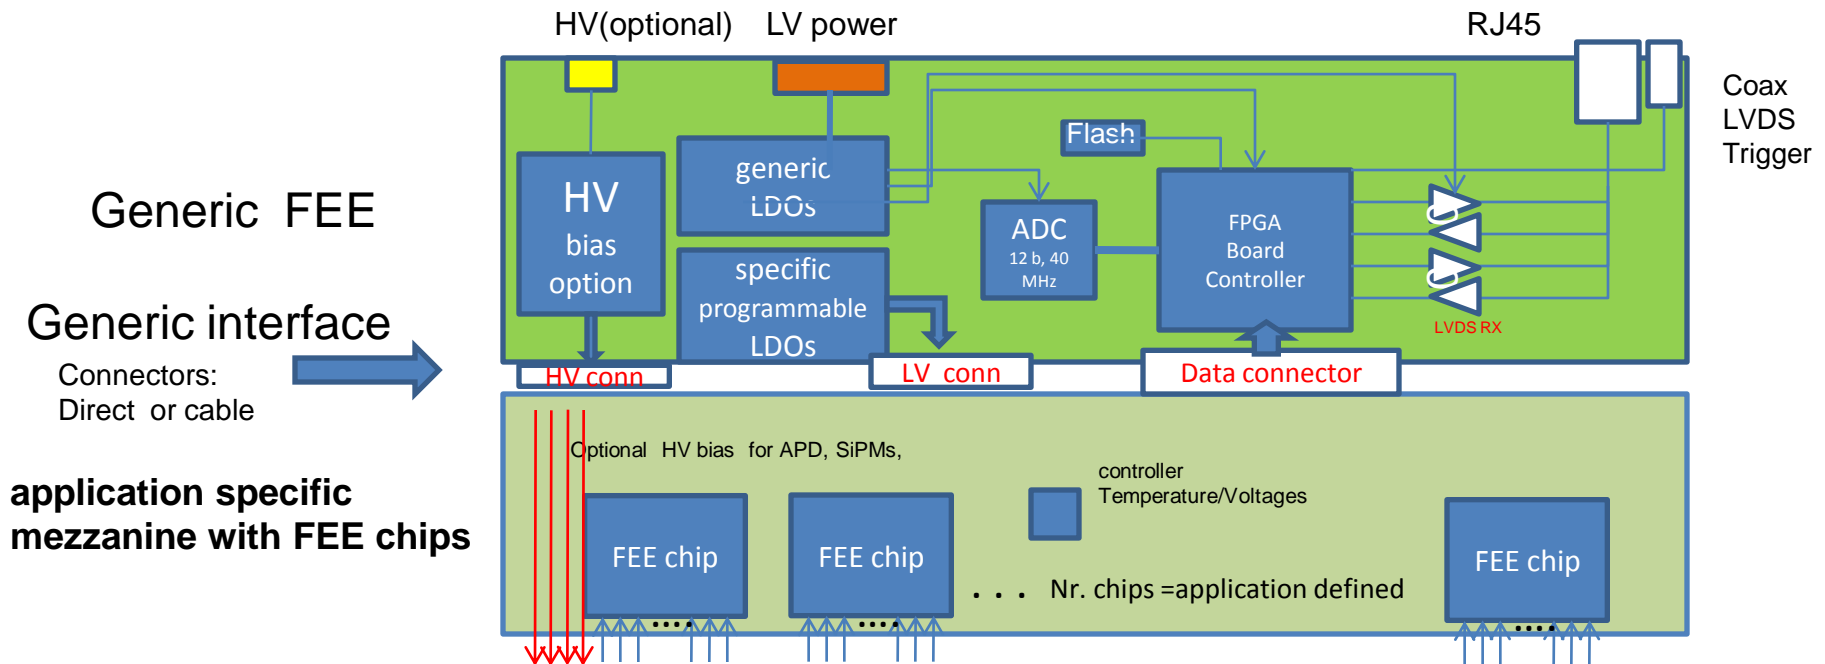 HV(optional)
LV power
RJ45
Coax
LVDS
Trigger
Flash
generic
LDOs
HV
bias
option
ADC
12 b, 40
MHz
FPGA
Board
Controller
Generic FEE
specific
programmable
LDOs
LVDS RX
Generic interface
Connectors:
Direct or cable
HV conn
LV conn
Data connector
Optional HV bias for APD, SiPMs,
controller
Temperature/Voltages
application specific
mezzanine with FEE chips
FEE chip
FEE chip
FEE chip
. . . Nr. chips =application defined
....
....
....